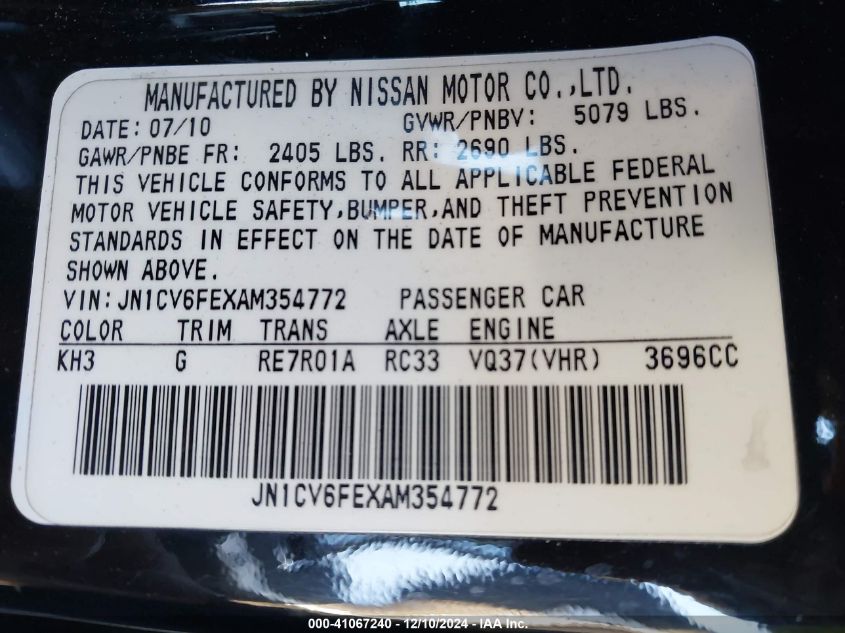 MANUFACTURED BY NISSAN MOTOR CO.,LTD.
DATE: 07/10 GVWR/PNBV: 5079 LBS.
GAWR/PNBE FR: 2405 LBS. RR: 2690 LBS.
THIS VEHICLE CONFORMS TO ALL APPLICABLE FEDERAL
MOTOR VEHICLE SAFETY,BUMPER,AND THEFT PREVENTION
STANDARDS IN EFFECT ON THE DATE OF MANUFACTURE
SHOWN ABOVE.
VIN: JN1CV6FEXAM354772 PASSENGER CAR
COLOR TRIM TRANS AXLE ENGINE
KH3 G RE7R01A RC33 VQ37(VHR) 3696CC
JN1CV6FEXAM354772
000-41067240 - 12/10/2024 - IAA Inc.